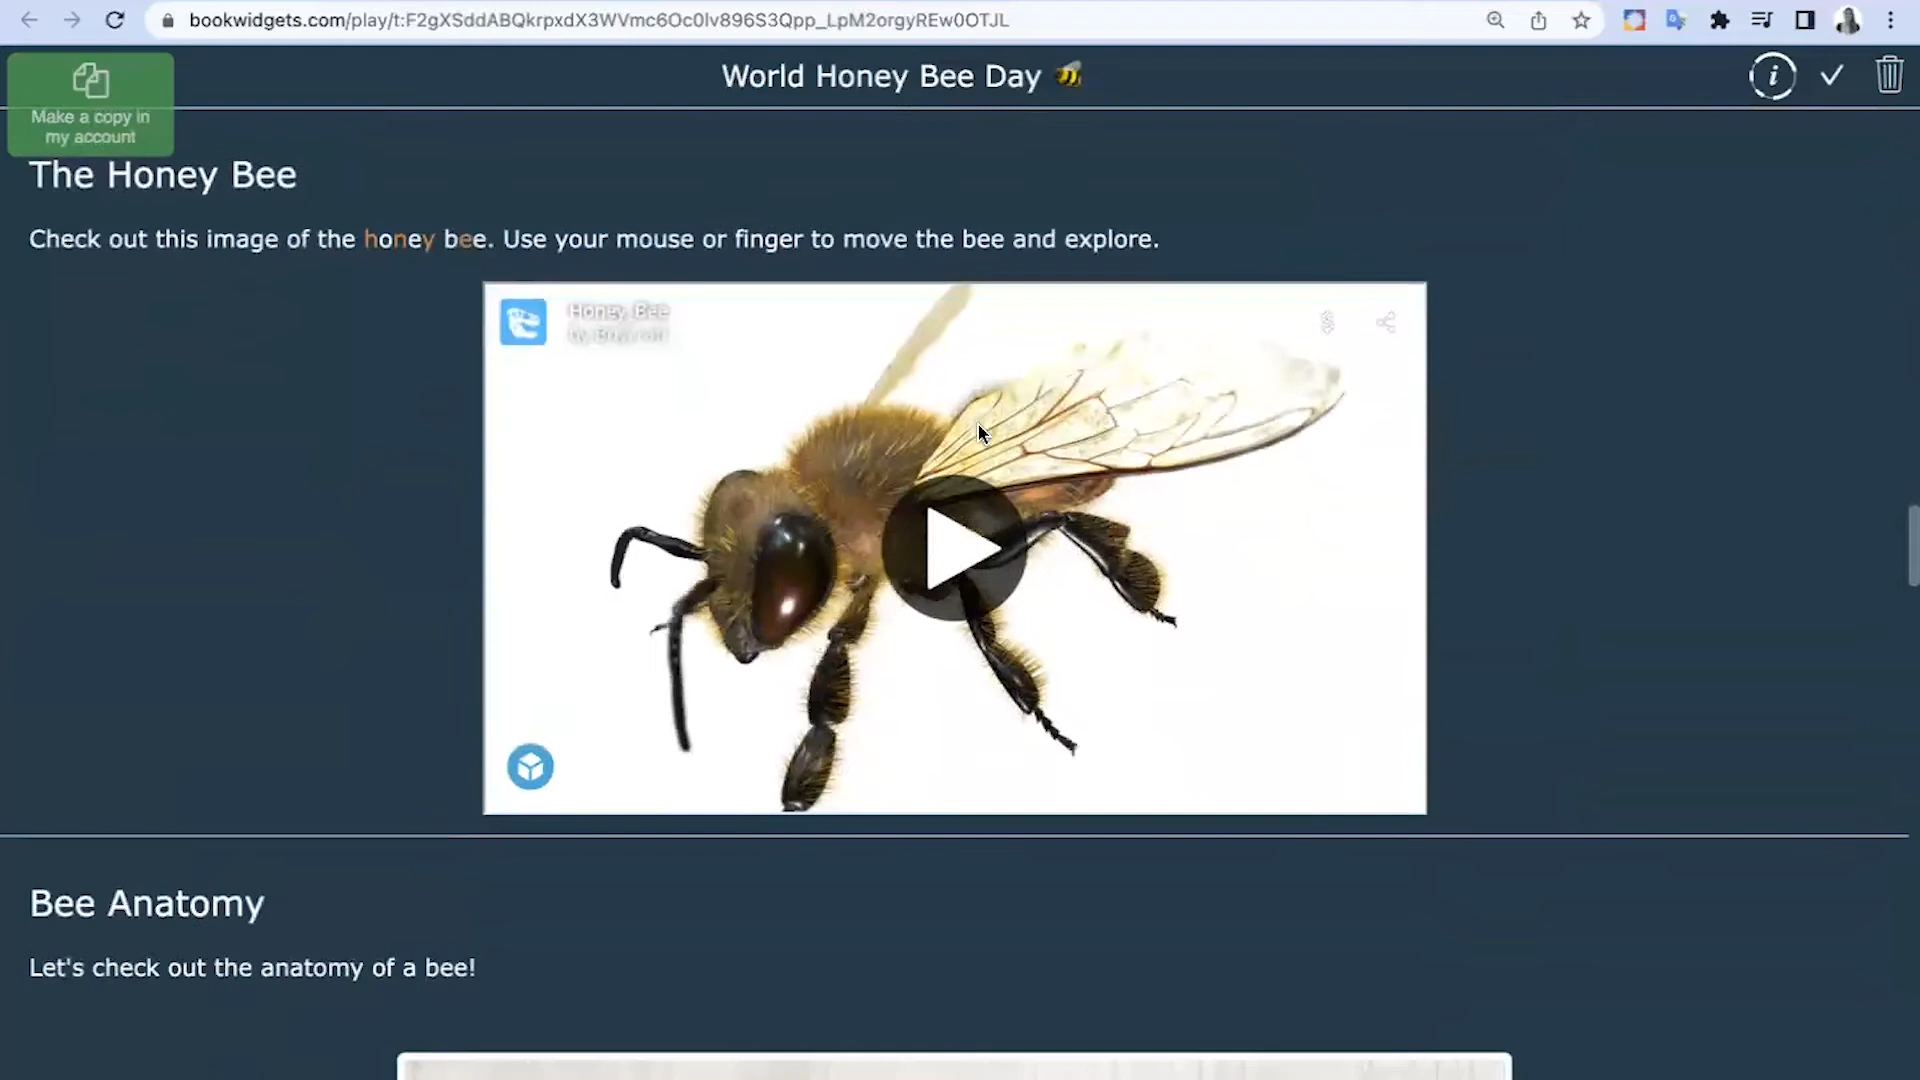 bookwidgets.com/play/t:F2gXSddABQkrpxdX3WVmc6Oc0lv896S3Qpp_LpM2orgyREw0OTJL
World Honey Bee Day
Make a copy in
my account
The Honey Bee
Check out this image of the honey bee. Use your mouse or finger to move the bee and explore.
Honey Bee
Bee Anatomy
Let's check out the anatomy of a bee!